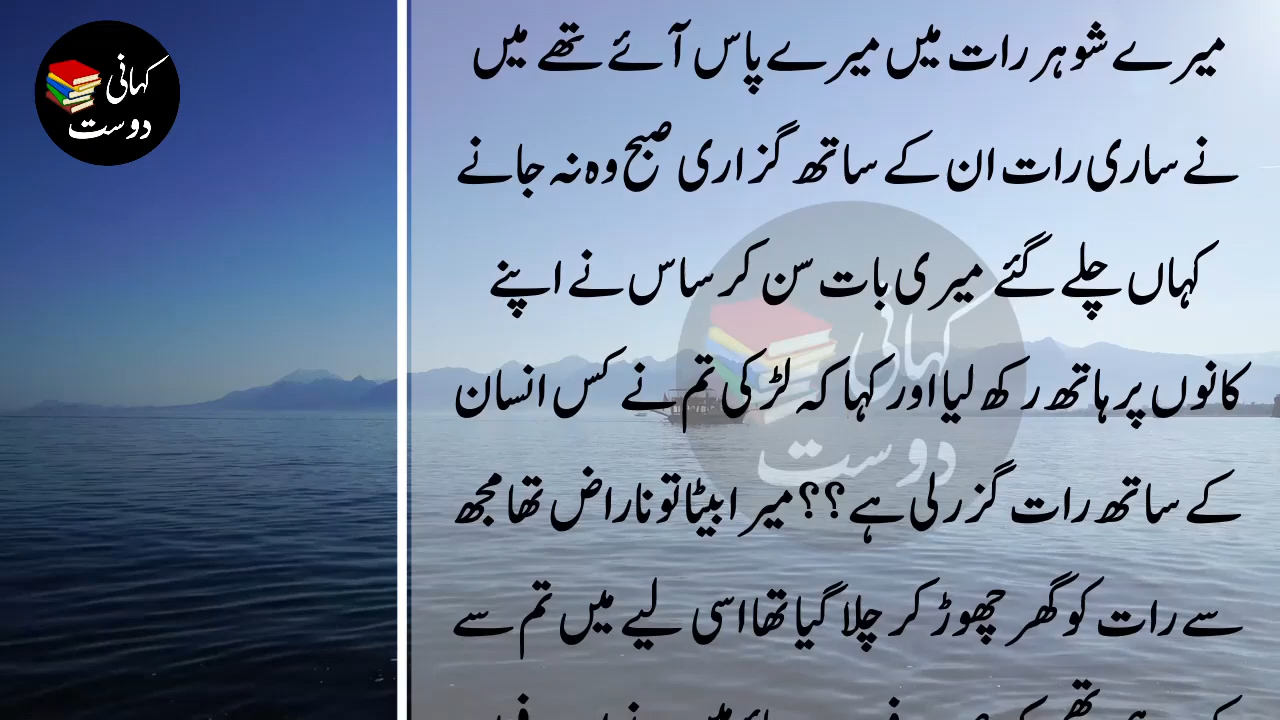 کہانی
دوست
میرے شوہر رات میں میرے پاس آئے تھے میں
نے ساری رات ان کے ساتھ گزاری صبح وہ نہ جانے
کہاں چلے گئے میری بات سن کر ساس نے اپنے
کانوں پر ہاتھ رکھ لیا اور کہا کہ لڑکی تم نے کس انسان
کے ساتھ رات گزرلی ہے ؟؟ میرا بیٹا تو ناراض تھا مجھ
سے رات کو گھر چھوڑ کر چلا گیا تھا اسی لیے میں تم سے
کہانی
دوست